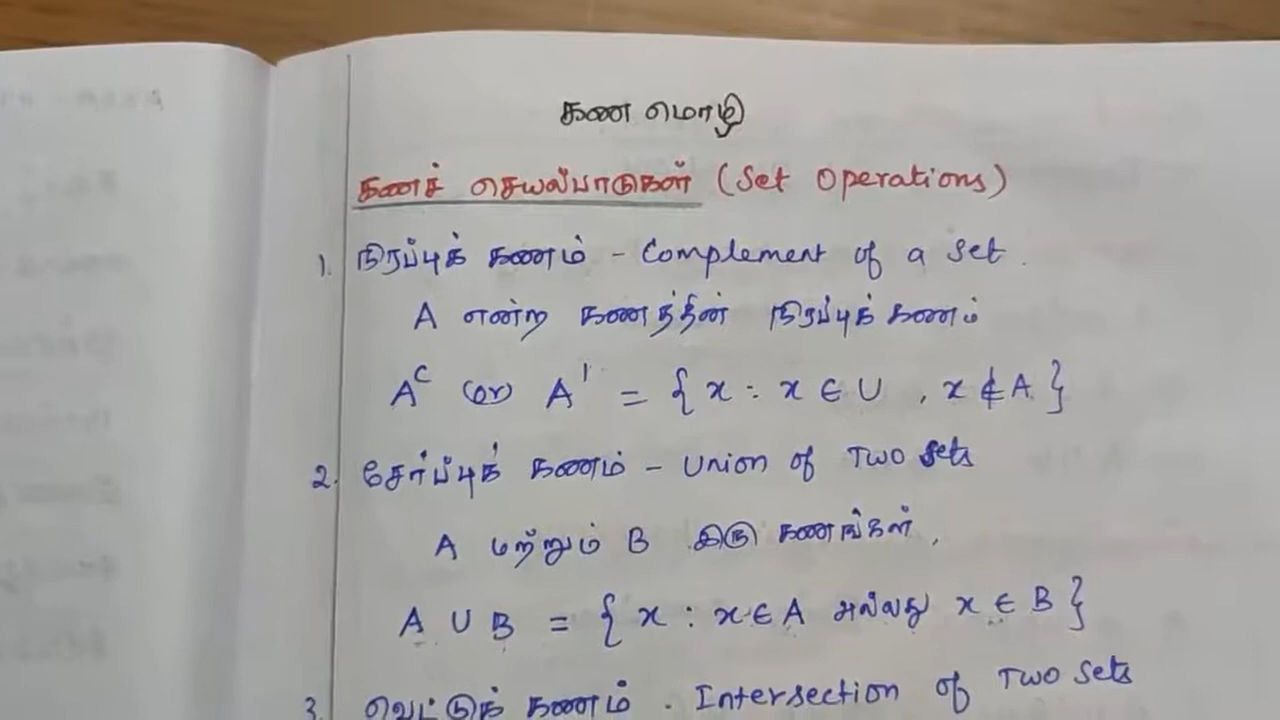 கண மொழி
கணச் செயல்பாடுகள் (Set Operations)
1. நிரப்புக் கணம் - Complement of a Set.
A என்ற கணத்தின் நிரப்புக் கணம்
Aᶜ (or) A' = { x : x ∈ U , x ∉ A }
2. சேர்ப்புக் கணம் - Union of Two Sets
A மற்றும் B இரு கணங்கள்,
A ∪ B = { x : x ∈ A அல்லது x ∈ B }
3. வெட்டுக் கணம். Intersection of Two Sets